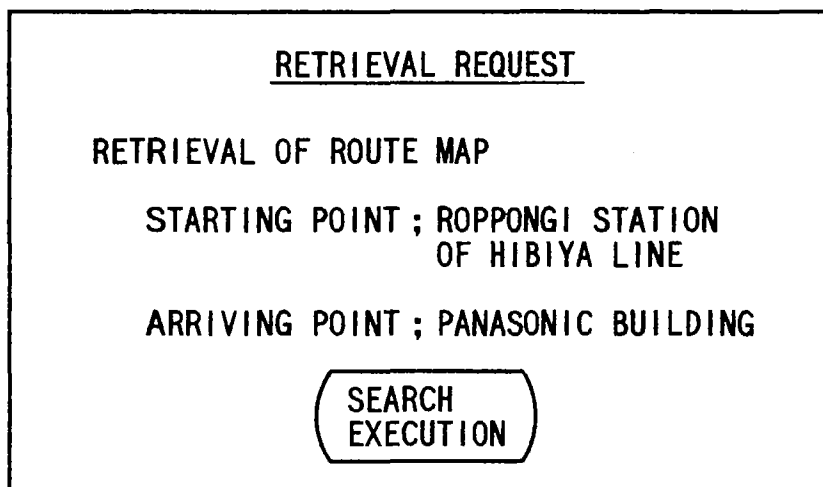 RETRIEVAL REQUEST
RETRIEVAL OF ROUTE MAP
STARTING POINT ; ROPPONGI STATION
OF HIBIYA LINE
ARRIVING POINT ; PANASONIC BUILDING
SEARCH
EXECUTION